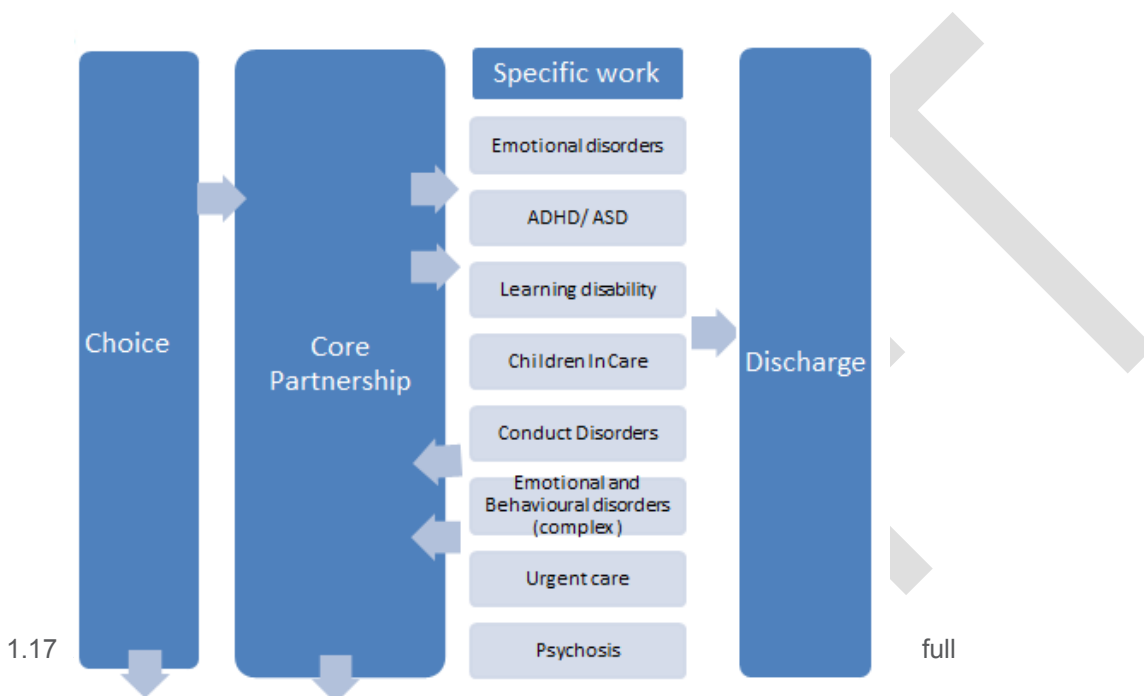 Specific work
Emotional disorders
ADHD/ ASD
Learning disability
Choice
Core
Partnership
Children In Care
Discharge
Conduct Disorders
Emotional and
Behavioural disorders
(complex)
Urgent care
Psychosis
1.17
full